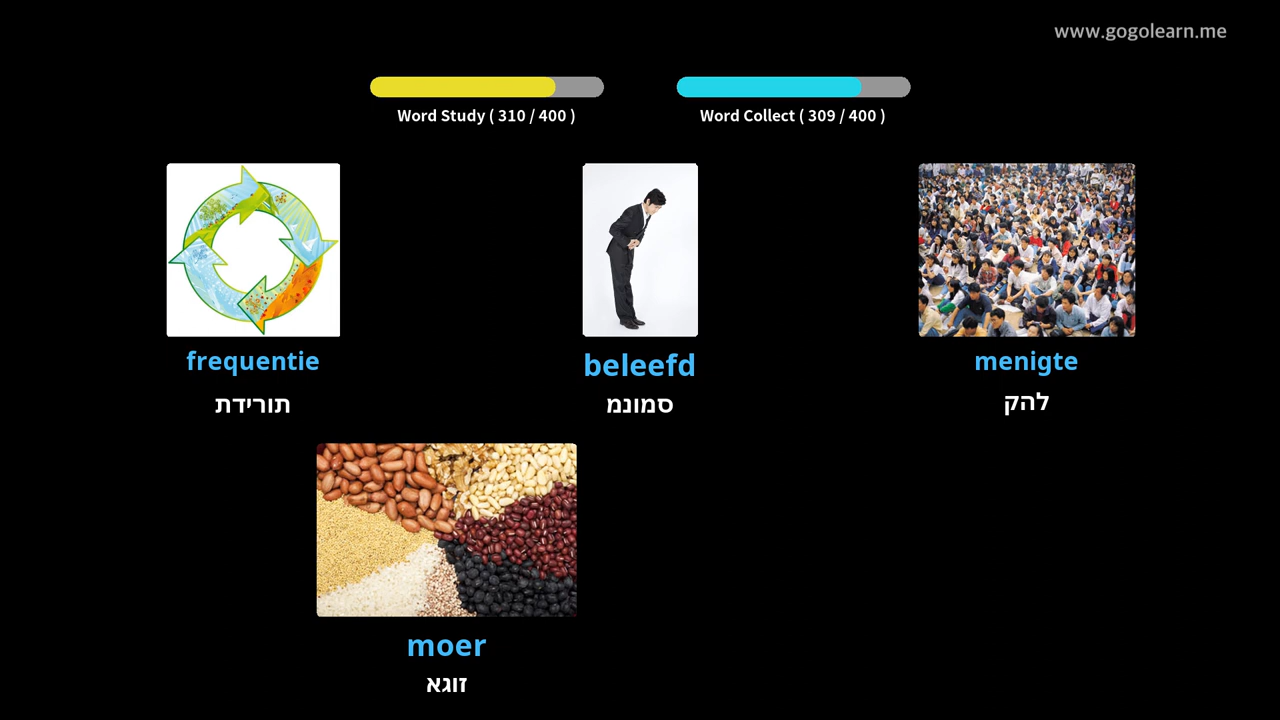 www.gogolearn.me
Word Study ( 310 / 400 )
Word Collect ( 309 / 400 )
frequentie
beleefd
menigte
תורידת
סמונמ
להק
moer
זוגא